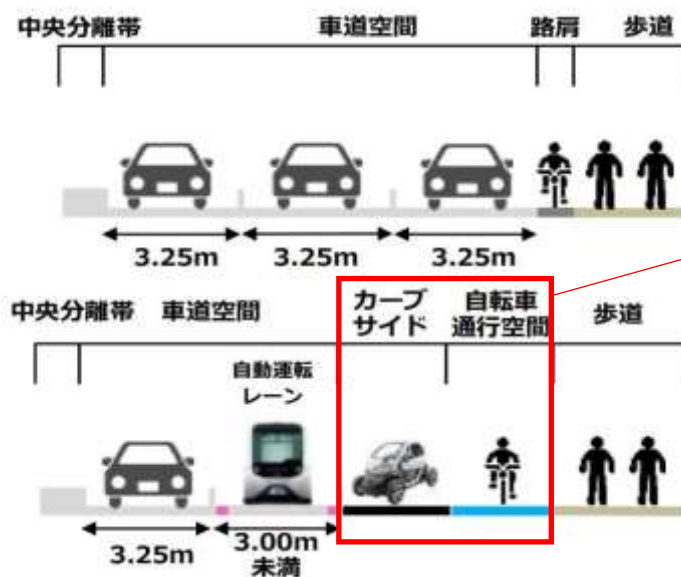 中央分離帯 車道空間 路肩 歩道
3.25m 3.25m 3.25m
中央分離帯 車道空間 カーブ
サイド 自転車
通行空間 歩道
自動運転
レーン
3.25m 3.00m
未満